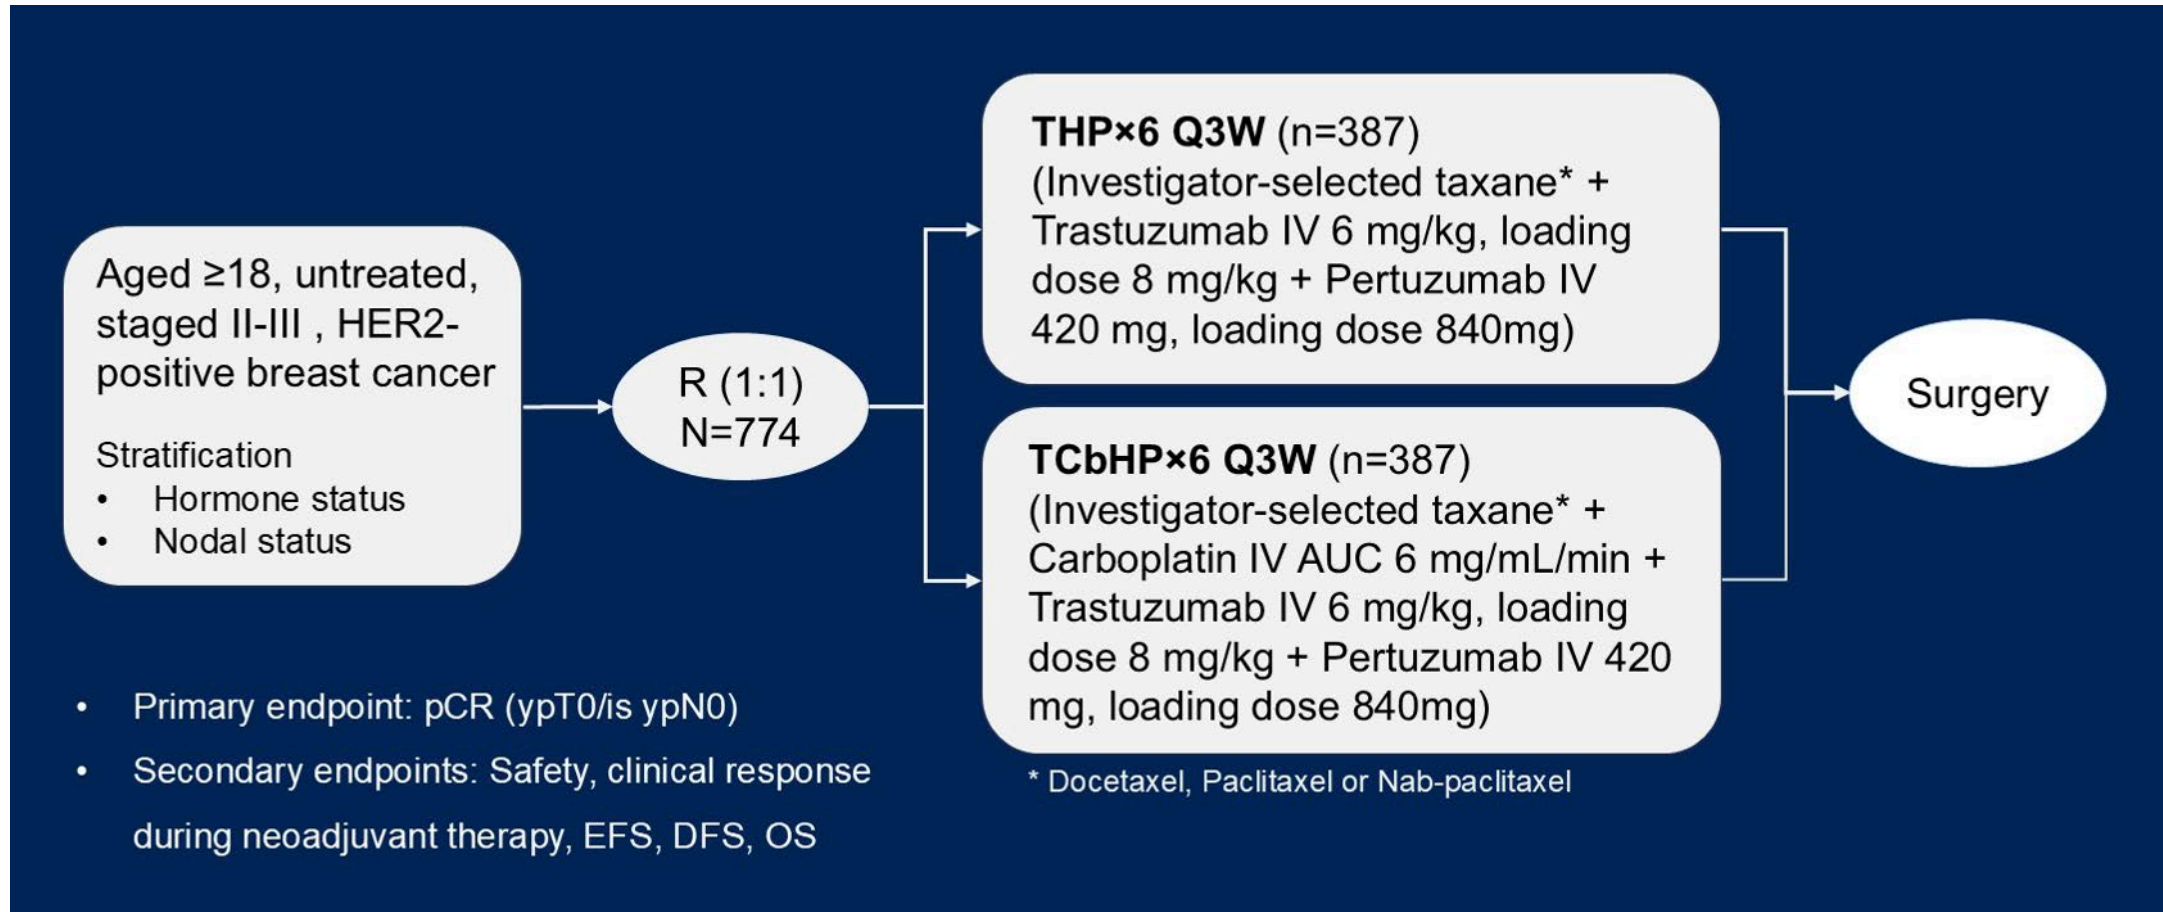 Aged ≥18, untreated,
staged II-III , HER2-
positive breast cancer
Stratification
• Hormone status
• Nodal status
R (1:1)
N=774
THP×6 Q3W (n=387)
(Investigator-selected taxane* +
Trastuzumab IV 6 mg/kg, loading
dose 8 mg/kg + Pertuzumab IV
420 mg, loading dose 840mg)
TCbHP×6 Q3W (n=387)
(Investigator-selected taxane* +
Carboplatin IV AUC 6 mg/mL/min +
Trastuzumab IV 6 mg/kg, loading
dose 8 mg/kg + Pertuzumab IV 420
mg, loading dose 840mg)
* Docetaxel, Paclitaxel or Nab-paclitaxel
Surgery
• Primary endpoint: pCR (ypT0/is ypN0)
• Secondary endpoints: Safety, clinical response
during neoadjuvant therapy, EFS, DFS, OS